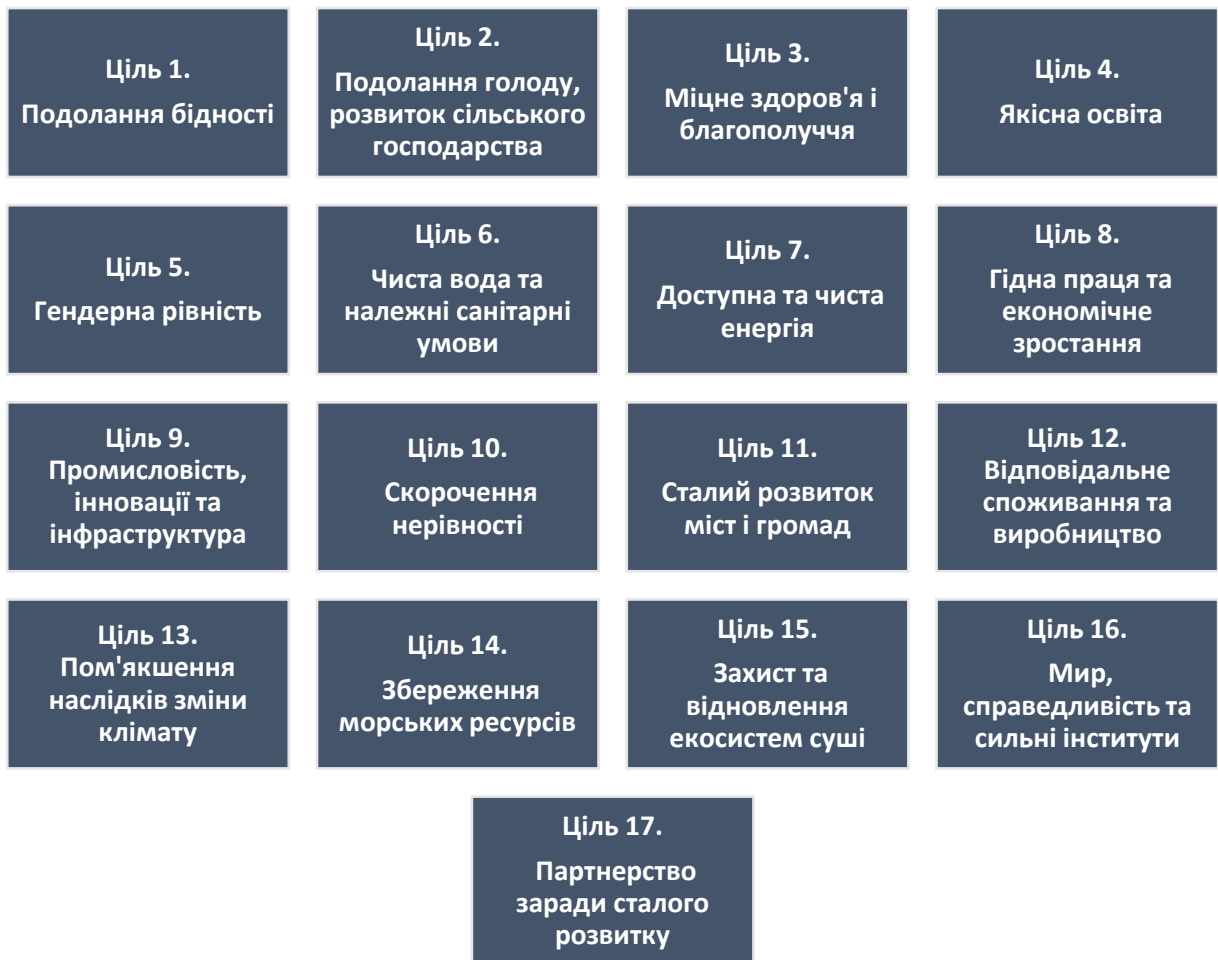 Ціль 1.
Подолання бідності
Ціль 2.
Подолання голоду,
розвиток сільського
господарства
Ціль 3.
Міцне здоров'я і
благополуччя
Ціль 4.
Якісна освіта
Ціль 5.
Гендерна рівність
Ціль 6.
Чиста вода та
належні санітарні
умови
Ціль 7.
Доступна та чиста
енергія
Ціль 8.
Гідна праця та
економічне
зростання
Ціль 9.
Промисловість,
інновації та
інфраструктура
Ціль 10.
Скорочення
нерівності
Ціль 11.
Сталий розвиток
міст і громад
Ціль 12.
Відповідальне
споживання та
виробництво
Ціль 13.
Пом'якшення
наслідків зміни
клімату
Ціль 14.
Збереження
морських ресурсів
Ціль 15.
Захист та
відновлення
екосистем суші
Ціль 16.
Мир,
справедливість та
сильні інститути
Ціль 17.
Партнерство
заради сталого
розвитку